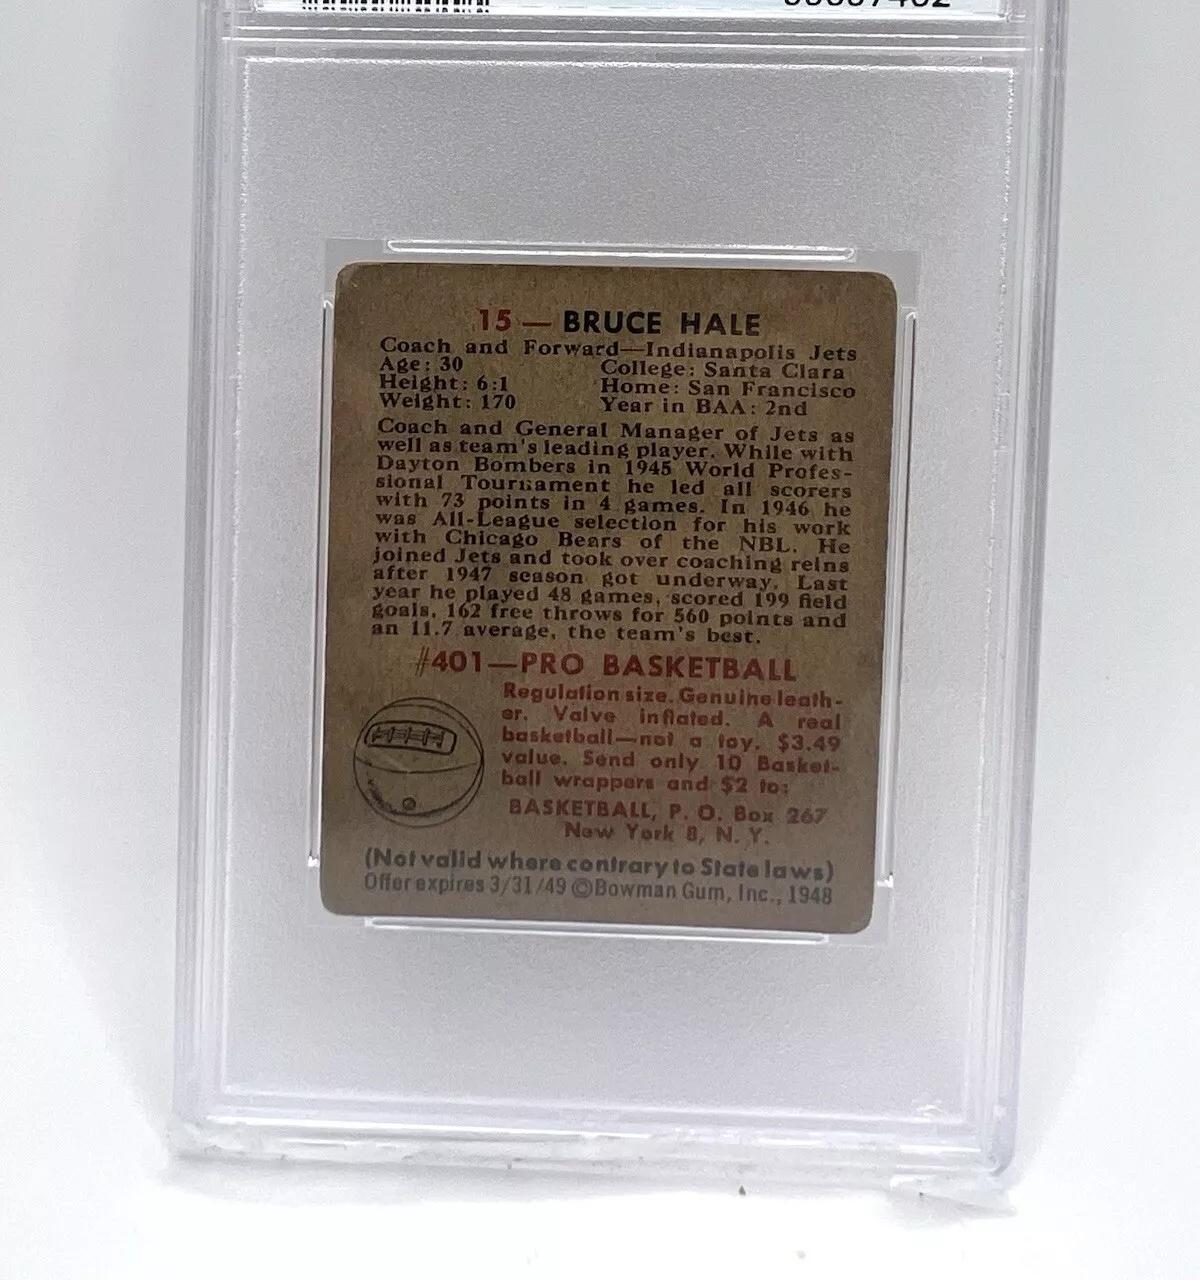 15 — BRUCE HALE
Coach and Forward—Indianapolis Jets
Age: 30 College: Santa Clara
Height: 6:1 Home: San Francisco
Weight: 170 Year in BAA: 2nd
Coach and General Manager of Jets as
well as team's leading player. While with
Dayton Bombers in 1945 World Profes-
sional Tournament he led all scorers
with 73 points in 4 games. In 1946 he
was All-League selection for his work
with Chicago Bears of the NBL. He
joined Jets and took over coaching reins
after 1947 season got underway. Last
year he played 48 games, scored 199 field
goals, 162 free throws for 560 points and
an 11.7 average, the team's best.
#401—PRO BASKETBALL
Regulation size. Genuine leath-
er. Valve inflated. A real
basketball—not a toy. $3.49
value. Send only 10 Basket-
ball wrappers and $2 to:
BASKETBALL, P. O. Box 267
New York 8, N. Y.
(Not valid where contrary to State laws)
Offer expires 3/31/49 ©Bowman Gum, Inc., 1948